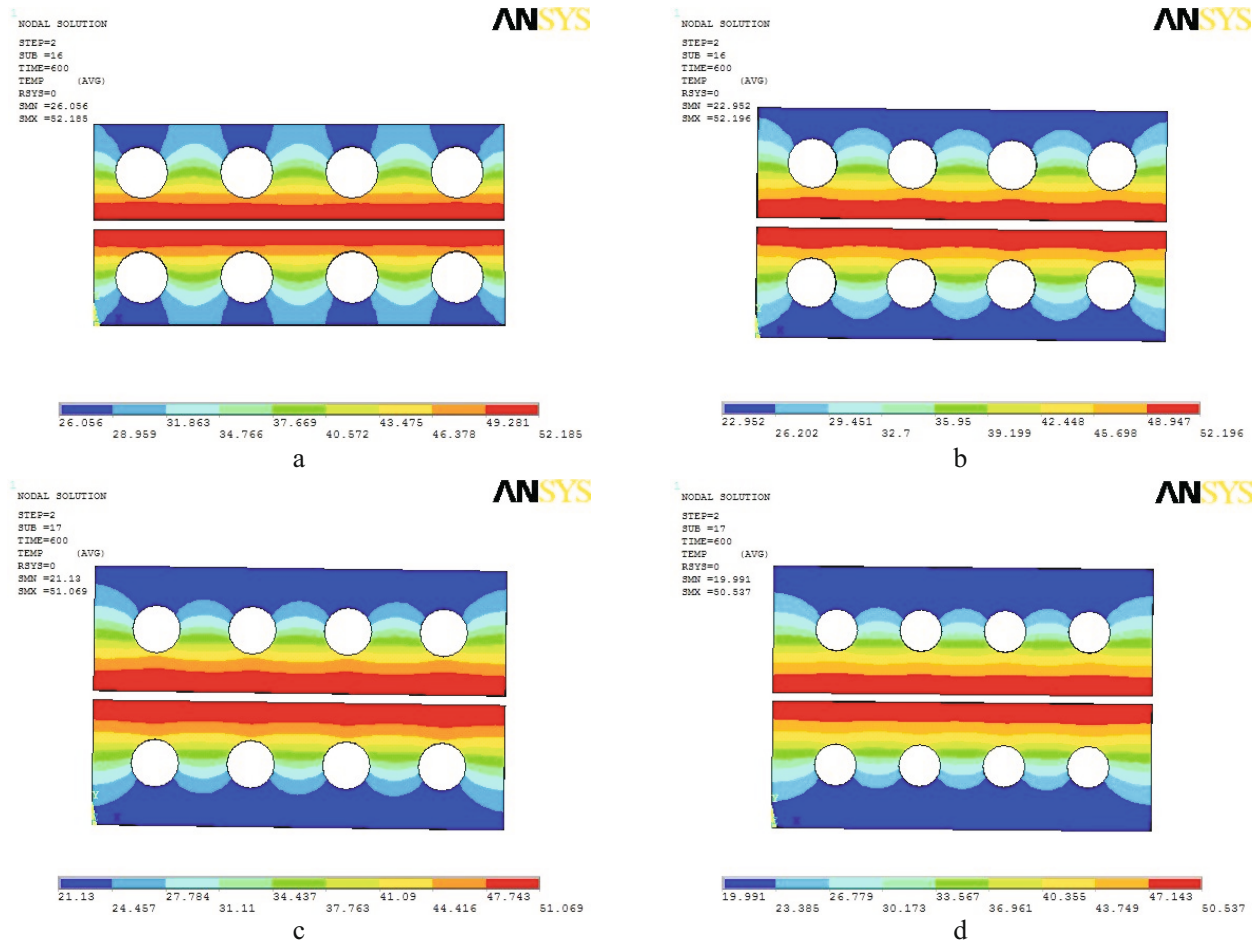 1
NODAL SOLUTION
ANSYS
STEP=2
SUB =16
TIME=600
TEMP (AVG)
RSYS=0
SMN =26.056
SMX =52.185
Y
X
26.056 31.863 37.669 43.475 49.281
28.959 34.766 40.572 46.378 52.185
a
1
NODAL SOLUTION
ANSYS
STEP=2
SUB =16
TIME=600
TEMP (AVG)
RSYS=0
SMN =22.952
SMX =52.196
Y
X
22.952 29.451 35.95 42.448 48.947
26.202 32.7 39.199 45.698 52.196
b
1
NODAL SOLUTION
ANSYS
STEP=2
SUB =17
TIME=600
TEMP (AVG)
RSYS=0
SMN =21.13
SMX =51.069
Y
X
21.13 27.784 34.437 41.09 47.743
24.457 31.11 37.763 44.416 51.069
c
1
NODAL SOLUTION
ANSYS
STEP=2
SUB =17
TIME=600
TEMP (AVG)
RSYS=0
SMN =19.991
SMX =50.537
Y
X
19.991 26.779 33.567 40.355 47.143
23.385 30.173 36.961 43.749 50.537
d